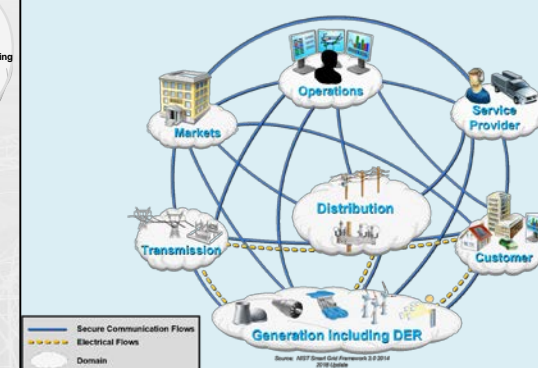 ing
Operations
Markets
Service
Provider
Distribution
Transmission
Customer
Generation Including DER
Secure Communication Flows
Electrical Flows
Domain
Source: NIST Smart Grid Framework 3.0 2014
2018 Update